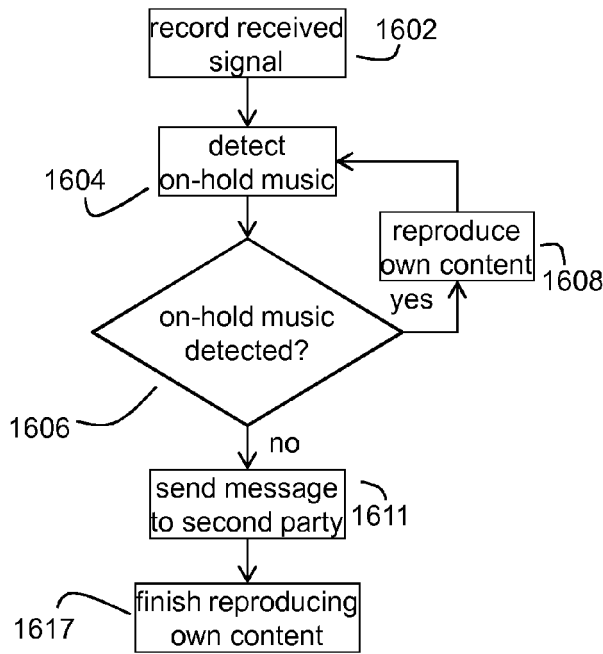 record received
signal
1602
detect
on-hold music
1604
reproduce
own content
1608
yes
on-hold music
detected?
1606
no
send message
to second party
1611
finish reproducing
own content
1617